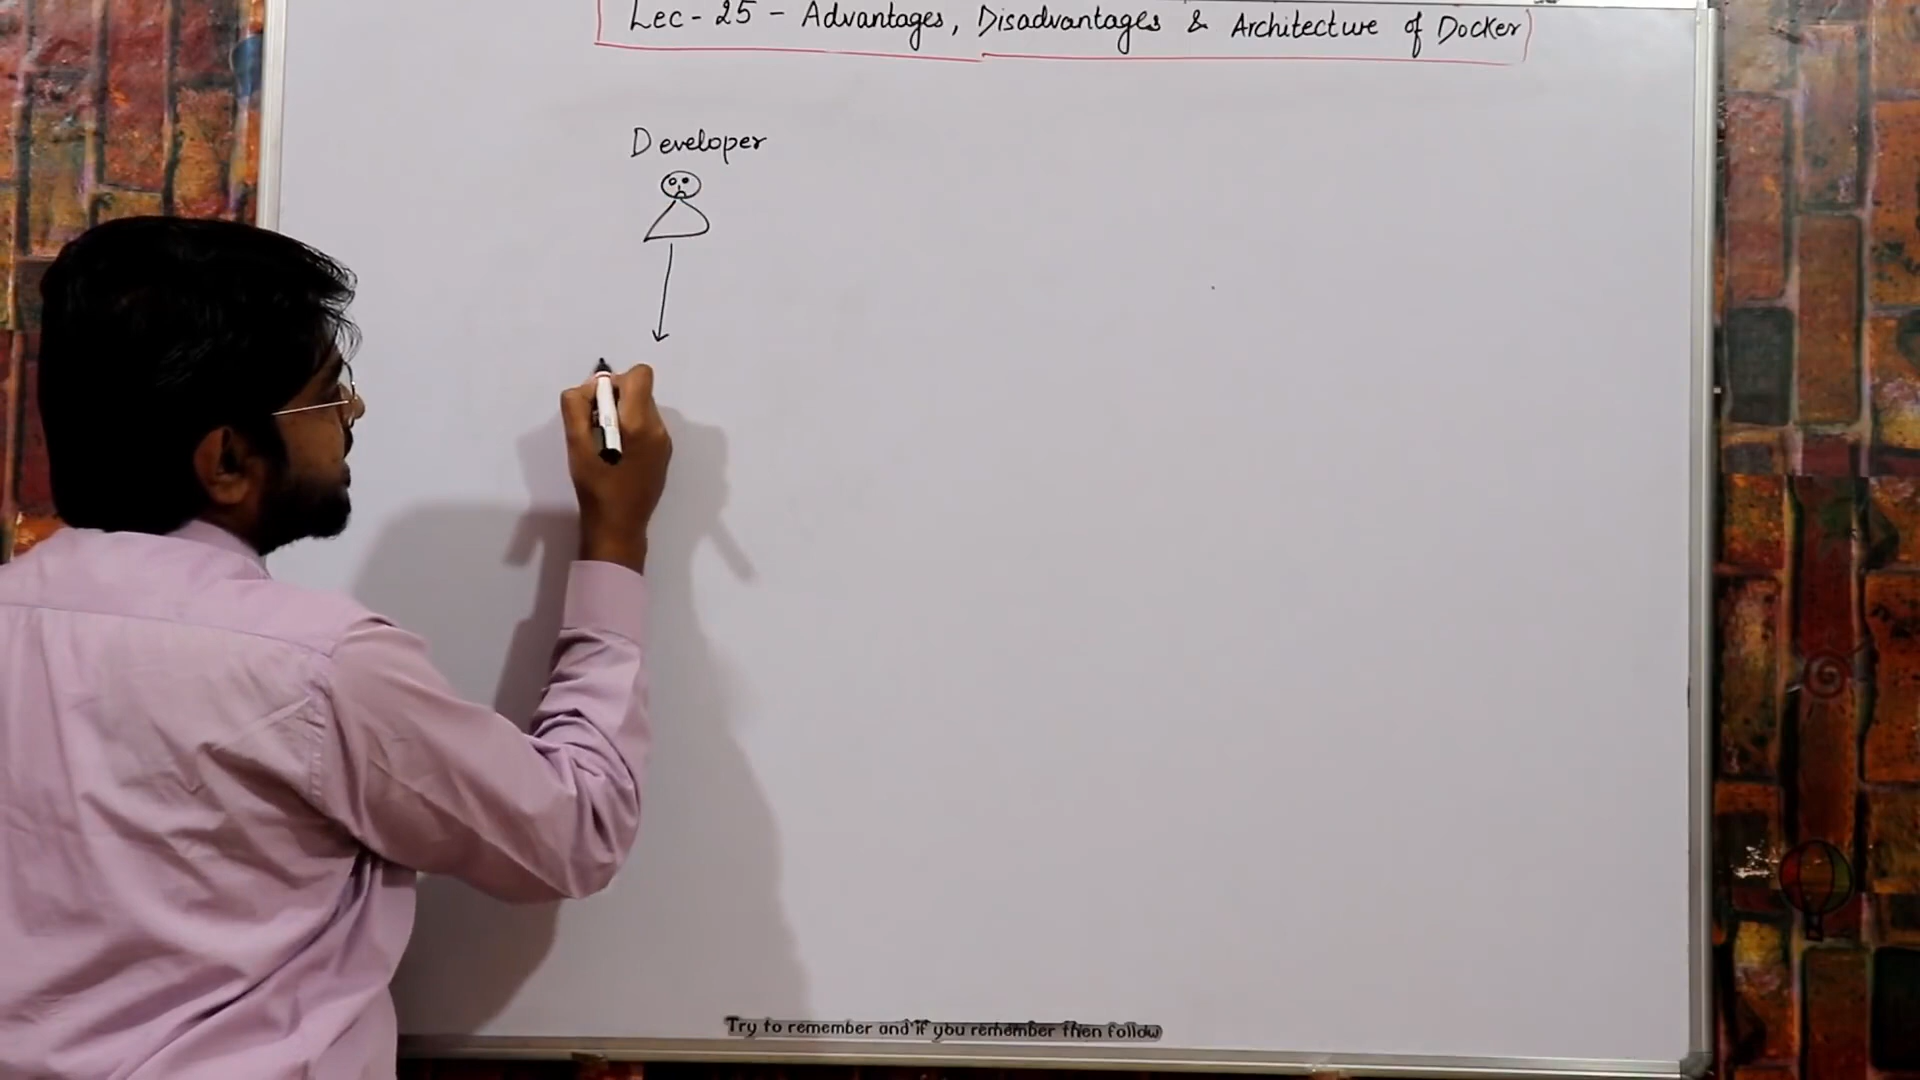 Lec - 25 - Advantages, Disadvantages & Architecture of Docker
Developer
Try to remember and if you remember then follow